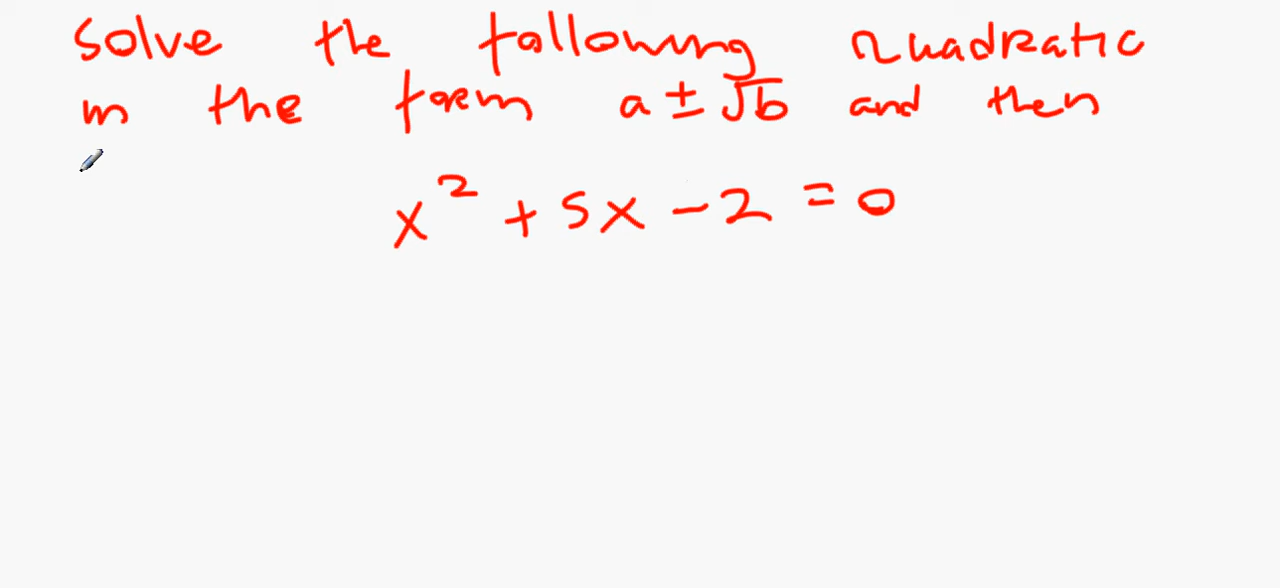 Solve the following quadratic
in the form a ± √b and then
x² + 5x - 2 = 0